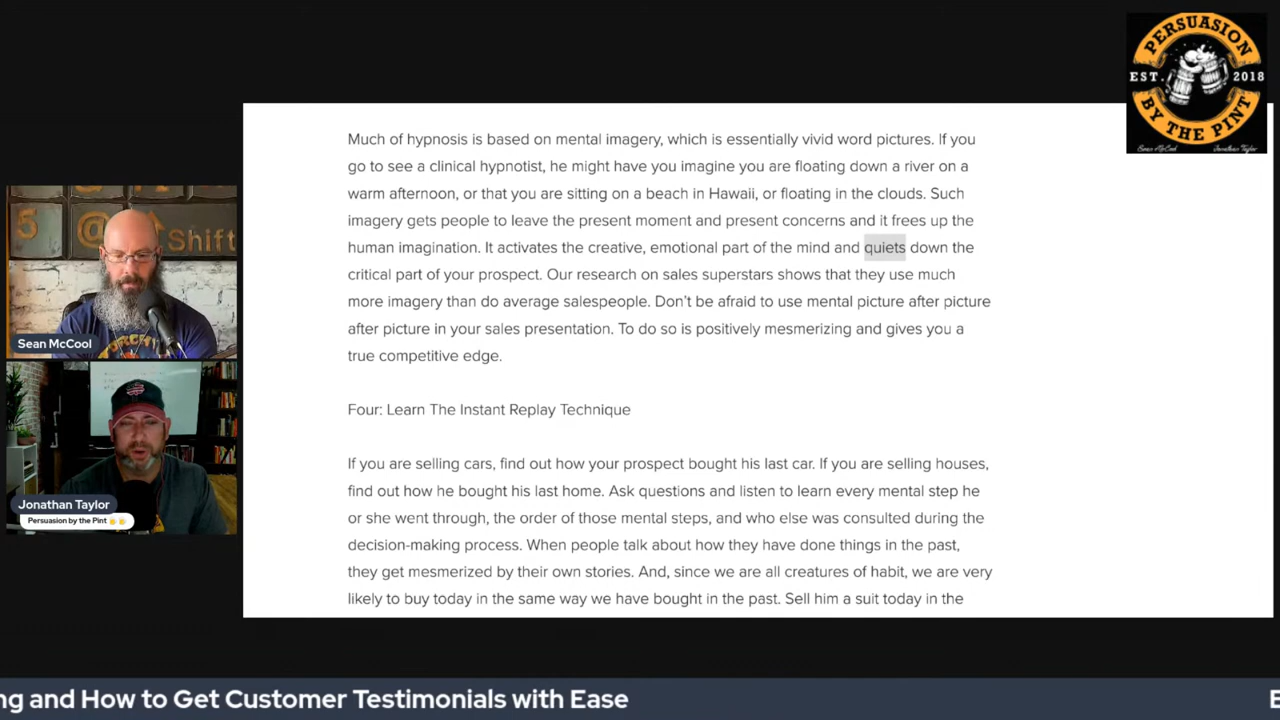 PERSUASION
EST. 2018
BY THE PINT
Sean McCool Jonathan Taylor
Much of hypnosis is based on mental imagery, which is essentially vivid word pictures. If you
go to see a clinical hypnotist, he might have you imagine you are floating down a river on a
warm afternoon, or that you are sitting on a beach in Hawaii, or floating in the clouds. Such
imagery gets people to leave the present moment and present concerns and it frees up the
human imagination. It activates the creative, emotional part of the mind and quiets down the
critical part of your prospect. Our research on sales superstars shows that they use much
more imagery than do average salespeople. Don’t be afraid to use mental picture after picture
after picture in your sales presentation. To do so is positively mesmerizing and gives you a
true competitive edge.
Four: Learn The Instant Replay Technique
If you are selling cars, find out how your prospect bought his last car. If you are selling houses,
find out how he bought his last home. Ask questions and listen to learn every mental step he
or she went through, the order of those mental steps, and who else was consulted during the
decision-making process. When people talk about how they have done things in the past,
they get mesmerized by their own stories. And, since we are all creatures of habit, we are very
likely to buy today in the same way we have bought in the past. Sell him a suit today in the
5 @ Shift
Sean McCool
Jonathan Taylor
Persuasion by the Pint
ng and How to Get Customer Testimonials with Ease
E